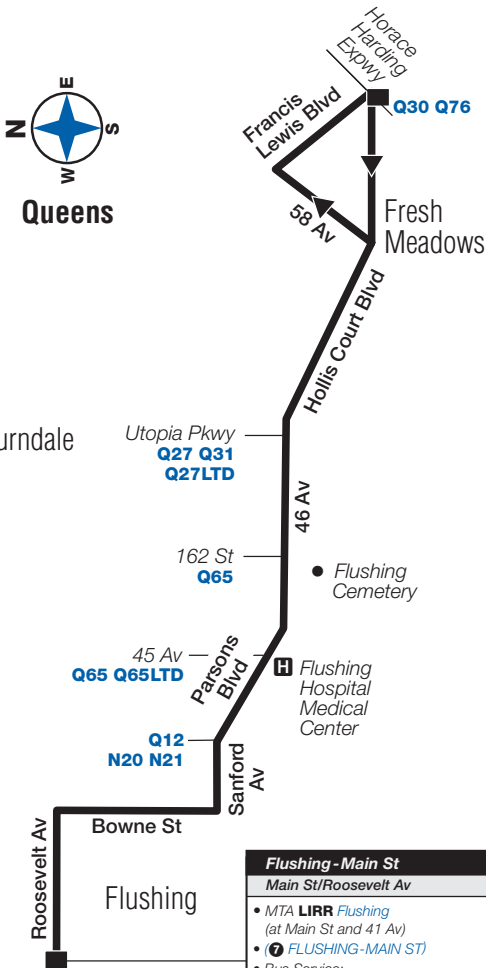 Horace
Harding
Expwy
Q30 Q76
Francis
Lewis Blvd
N
E
S
W
Queens
58 Av
Fresh
Meadows
Hollis Court Blvd
Utopia Pkwy
Q27 Q31
Q27LTD
46 Av
162 St
Q65
Flushing
Cemetery
45 Av
Q65 Q65LTD
Parsons
Blvd
H
Flushing
Hospital
Medical
Center
Q12
N20 N21
Sanford
Av
Bowne St
Roosevelt Av
Flushing
Flushing-Main St
Main St/Roosevelt Av
• MTA LIRR Flushing
(at Main St and 41 Av)
• (7 FLUSHING-MAIN ST)
• Bus Service: